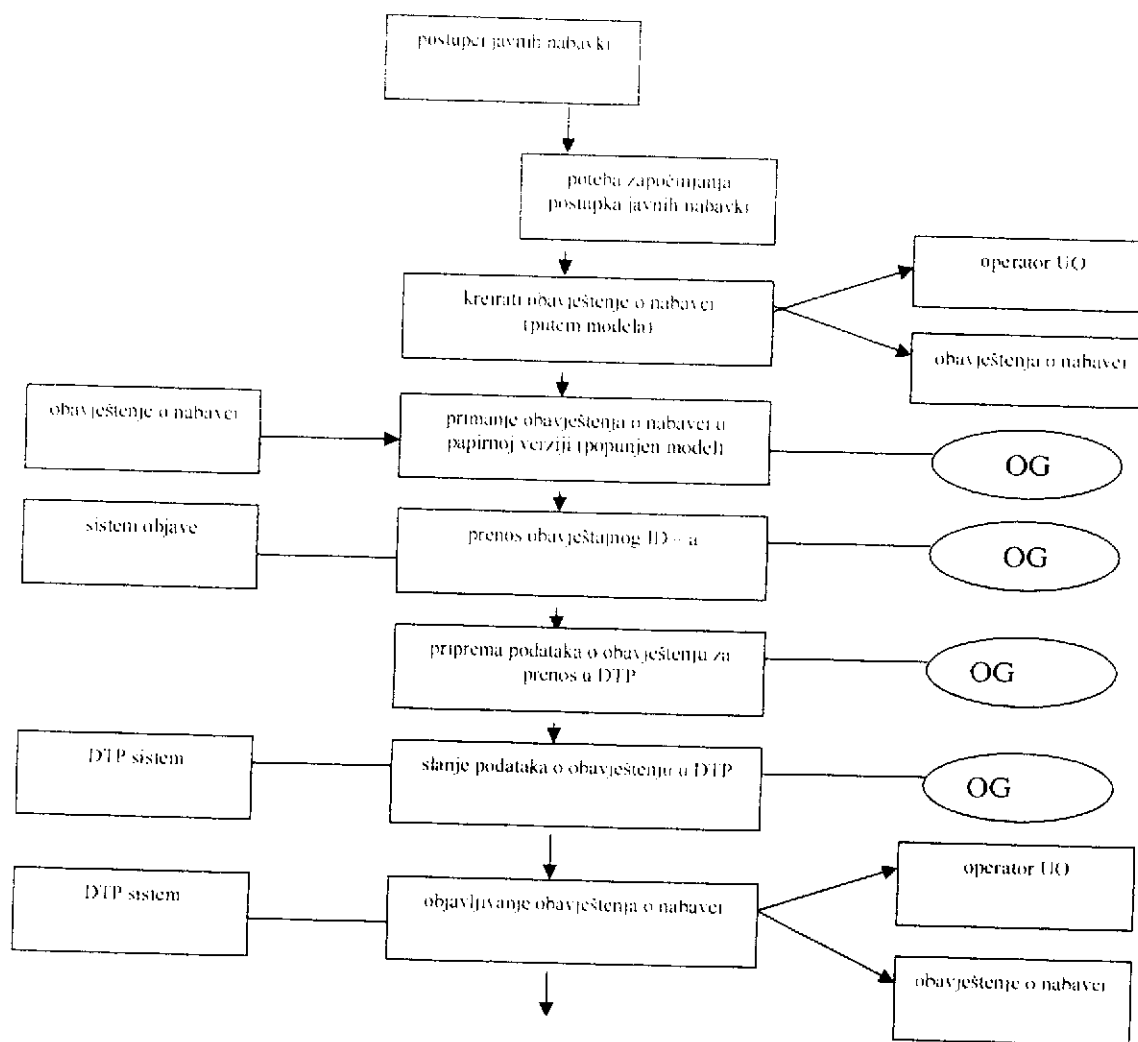 postupci javnih nabavki
poteba započinjanja
postupka javnih nabavki
operator UO
kreirati obavještenje o nabavci
(putem modela)
obavještenja o nabavci
obavještenje o nabavci
primanje obavještenja o nabavci u
papirnoj verziji (popunjen model)
OG
sistem objave
prenos obavještajnog ID – a
OG
priprema podataka o obavještenju za
prenos u DTP
OG
DTP sistem
slanje podataka o obavještenju u DTP
OG
operator UO
DTP sistem
objavljivanje obavještenja o nabavci
obavještenje o nabavci